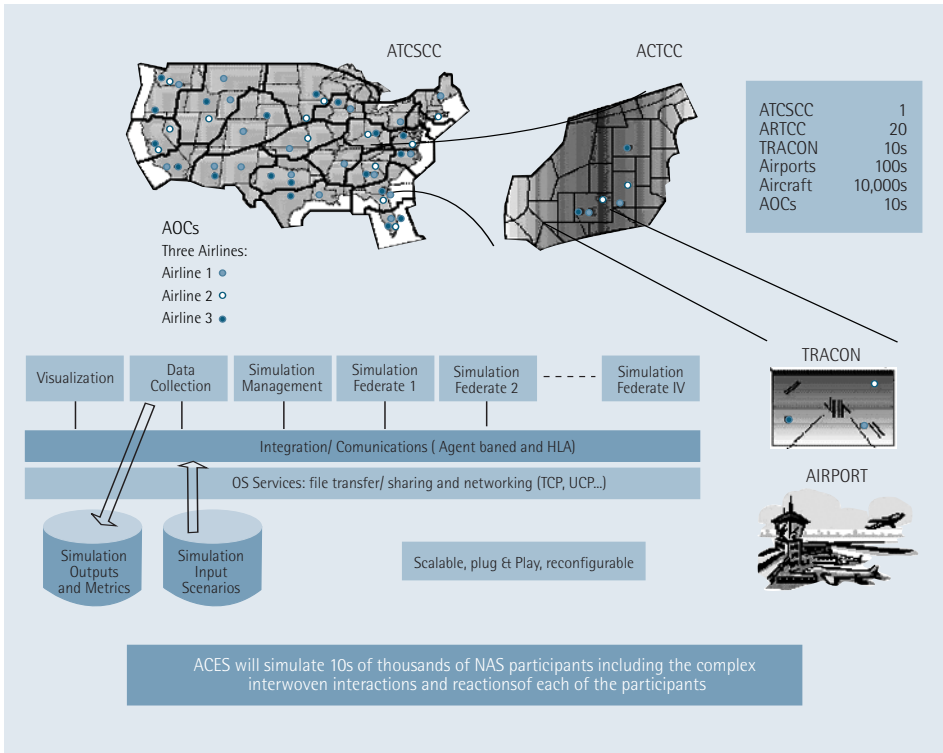 ATCSCC
ACTCC
ATCSCC 1
ARTCC 20
TRACON 10s
Airports 100s
Aircraft 10,000s
AOCs 10s
AOCs
Three Airlines:
Airline 1
Airline 2
Airline 3
TRACON
AIRPORT
Visualization
Data
Collection
Simulation
Management
Simulation
Federate 1
Simulation
Federate 2
Simulation
Federate IV
Integration/ Comunications ( Agent baned and HLA)
OS Services: file transfer/ sharing and networking (TCP, UCP...)
Simulation
Outputs
and Metrics
Simulation
Input
Scenarios
Scalable, plug & Play, reconfigurable
ACES will simulate 10s of thousands of NAS participants including the complex
interwoven interactions and reactionsof each of the participants